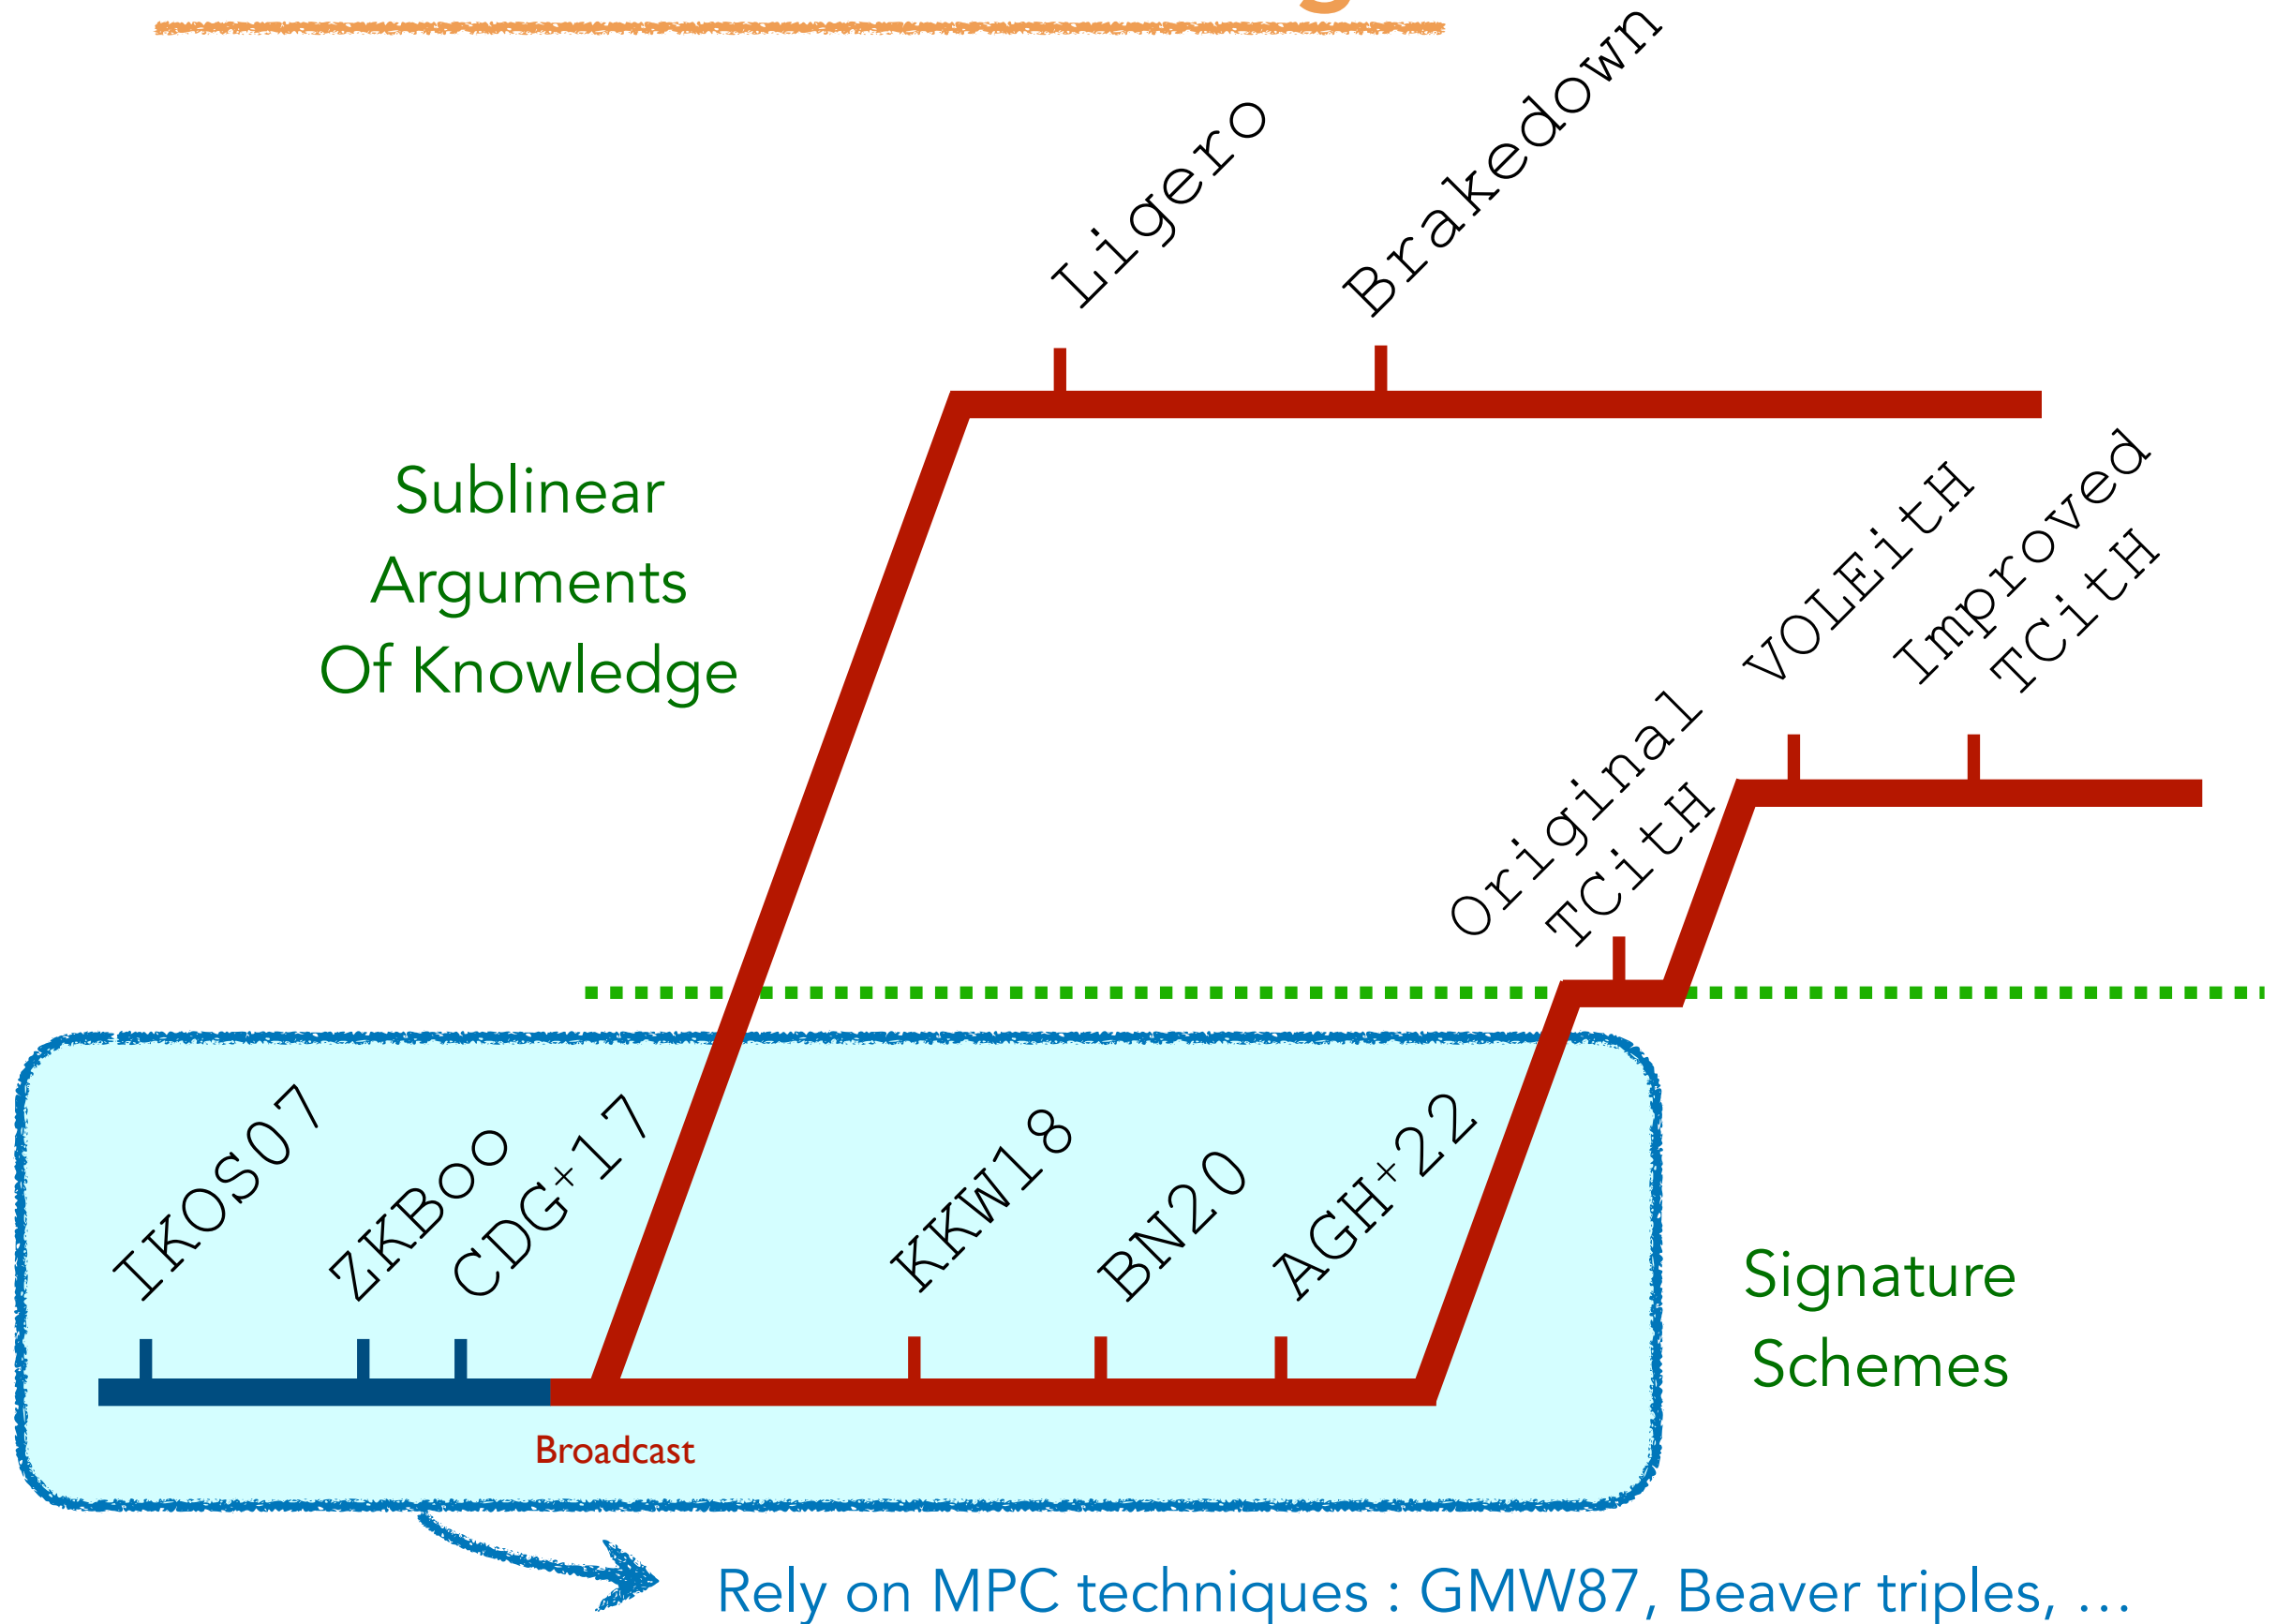 Ligero
Brakedown
Sublinear
Arguments
Of Knowledge
VOLEitH
Improved
TCitH
Original
TCitH
IKOS07
ZKBoo
CDG+17
KKW18
BN20
AGH+22
Signature
Schemes
Broadcast
Rely on MPC techniques : GMW87, Beaver triples, …